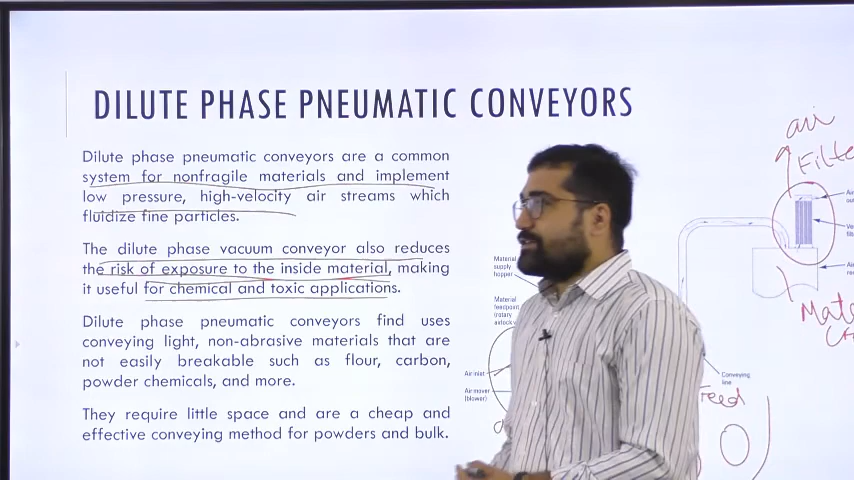 DILUTE PHASE PNEUMATIC CONVEYORS
Dilute phase pneumatic conveyors are a common
system for nonfragile materials and implement
low pressure, high-velocity air streams which
fluidize fine particles.
The dilute phase vacuum conveyor also reduces
the risk of exposure to the inside material, making
it useful for chemical and toxic applications.
Dilute phase pneumatic conveyors find uses
conveying light, non-abrasive materials that are
not easily breakable such as flour, carbon,
powder chemicals, and more.
They require little space and are a cheap and
effective conveying method for powders and bulk.
air
Filte
Material
supply
hopper
Material
feedpoint
(rotary
airlock v
Air inlet
Air mover
(blower)
Conveying
line
Feed
Mate